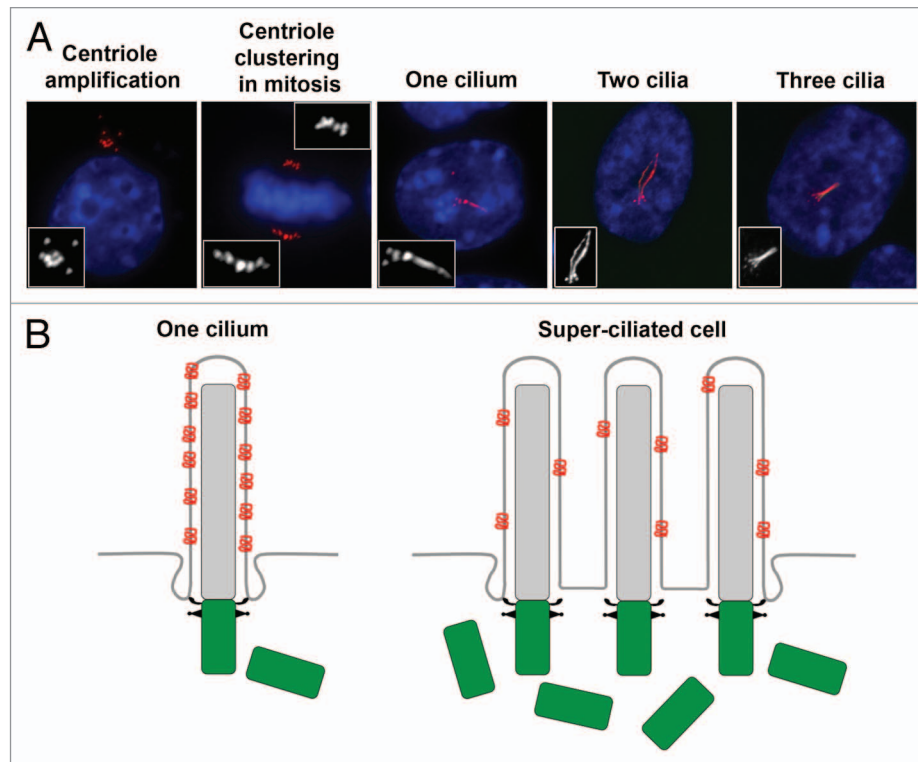 A
Centriole
amplification
Centriole
clustering
in mitosis
One cilium
Two cilia
Three cilia
B
One cilium
Super-ciliated cell